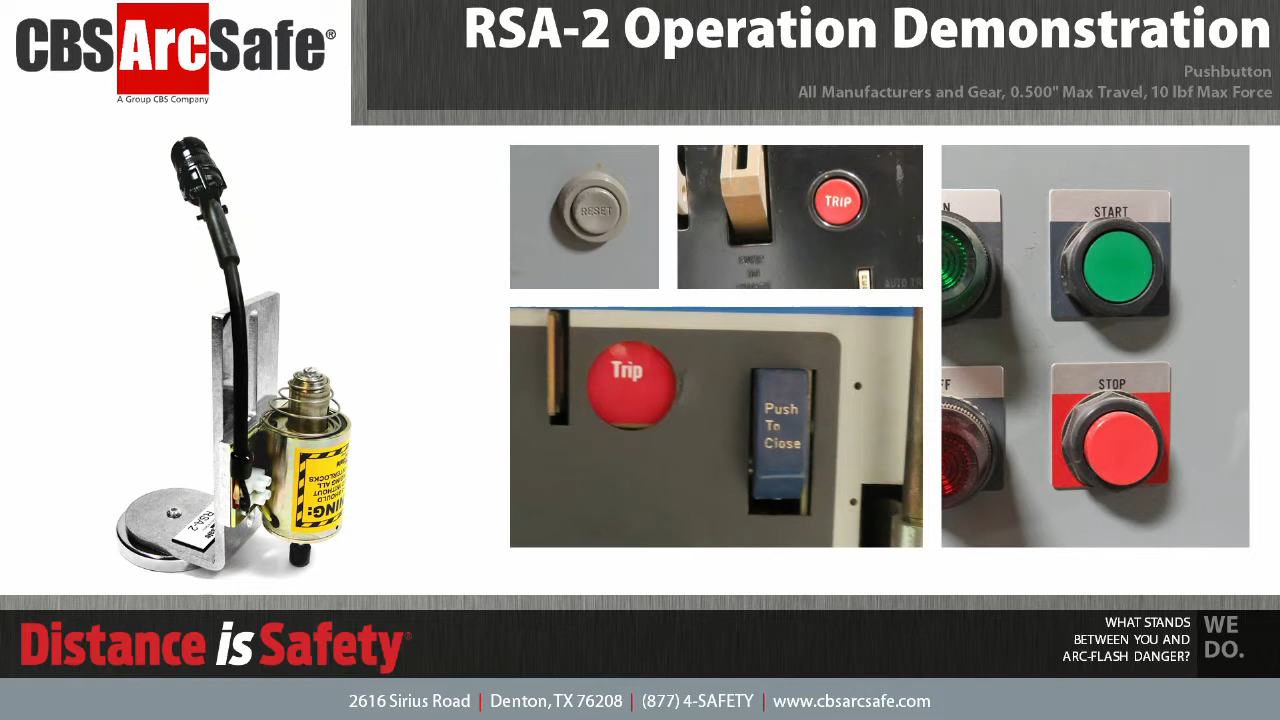 CBSArcSafe®
A Group CBS Company
RSA-2 Operation Demonstration
Pushbutton
All Manufacturers and Gear, 0.500" Max Travel, 10 lbf Max Force
RESET
TRIP
START
STOP
Trip
Push
To
Close
RSA-2
Distance is Safety®
WHAT STANDS
BETWEEN YOU AND
ARC-FLASH DANGER?
WE
DO.
2616 Sirius Road | Denton, TX 76208 | (877) 4-SAFETY | www.cbsarcsafe.com